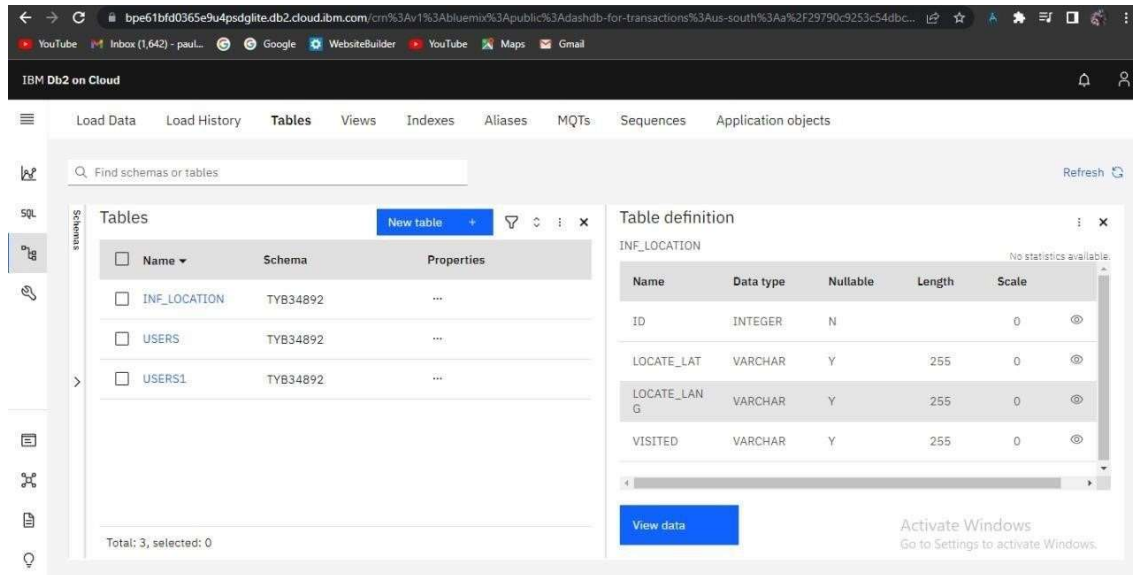 bpe61bfd0365e9u4psdglite.db2.cloud.ibm.com/crn%3Av1%3Abluemix%3Apublic%3Adashdb-for-transactions%3Aus-south%3Aa%2F29790c9253c54dbc...
YouTube Inbox (1,642) - paul... Google WebsiteBuilder YouTube Maps Gmail
IBM Db2 on Cloud
Load Data Load History Tables Views Indexes Aliases MQTs Sequences Application objects
Find schemas or tables
Refresh
SQL
Schemas
Tables
New table +
Name Schema Properties
INF_LOCATION TYB34892 ...
USERS TYB34892 ...
USERS1 TYB34892 ...
Total: 3, selected: 0
Table definition
INF_LOCATION
No statistics available.
Name Data type Nullable Length Scale
ID INTEGER N 0
LOCATE_LAT VARCHAR Y 255 0
LOCATE_LAN
G VARCHAR Y 255 0
VISITED VARCHAR Y 255 0
View data
Activate Windows
Go to Settings to activate Windows.